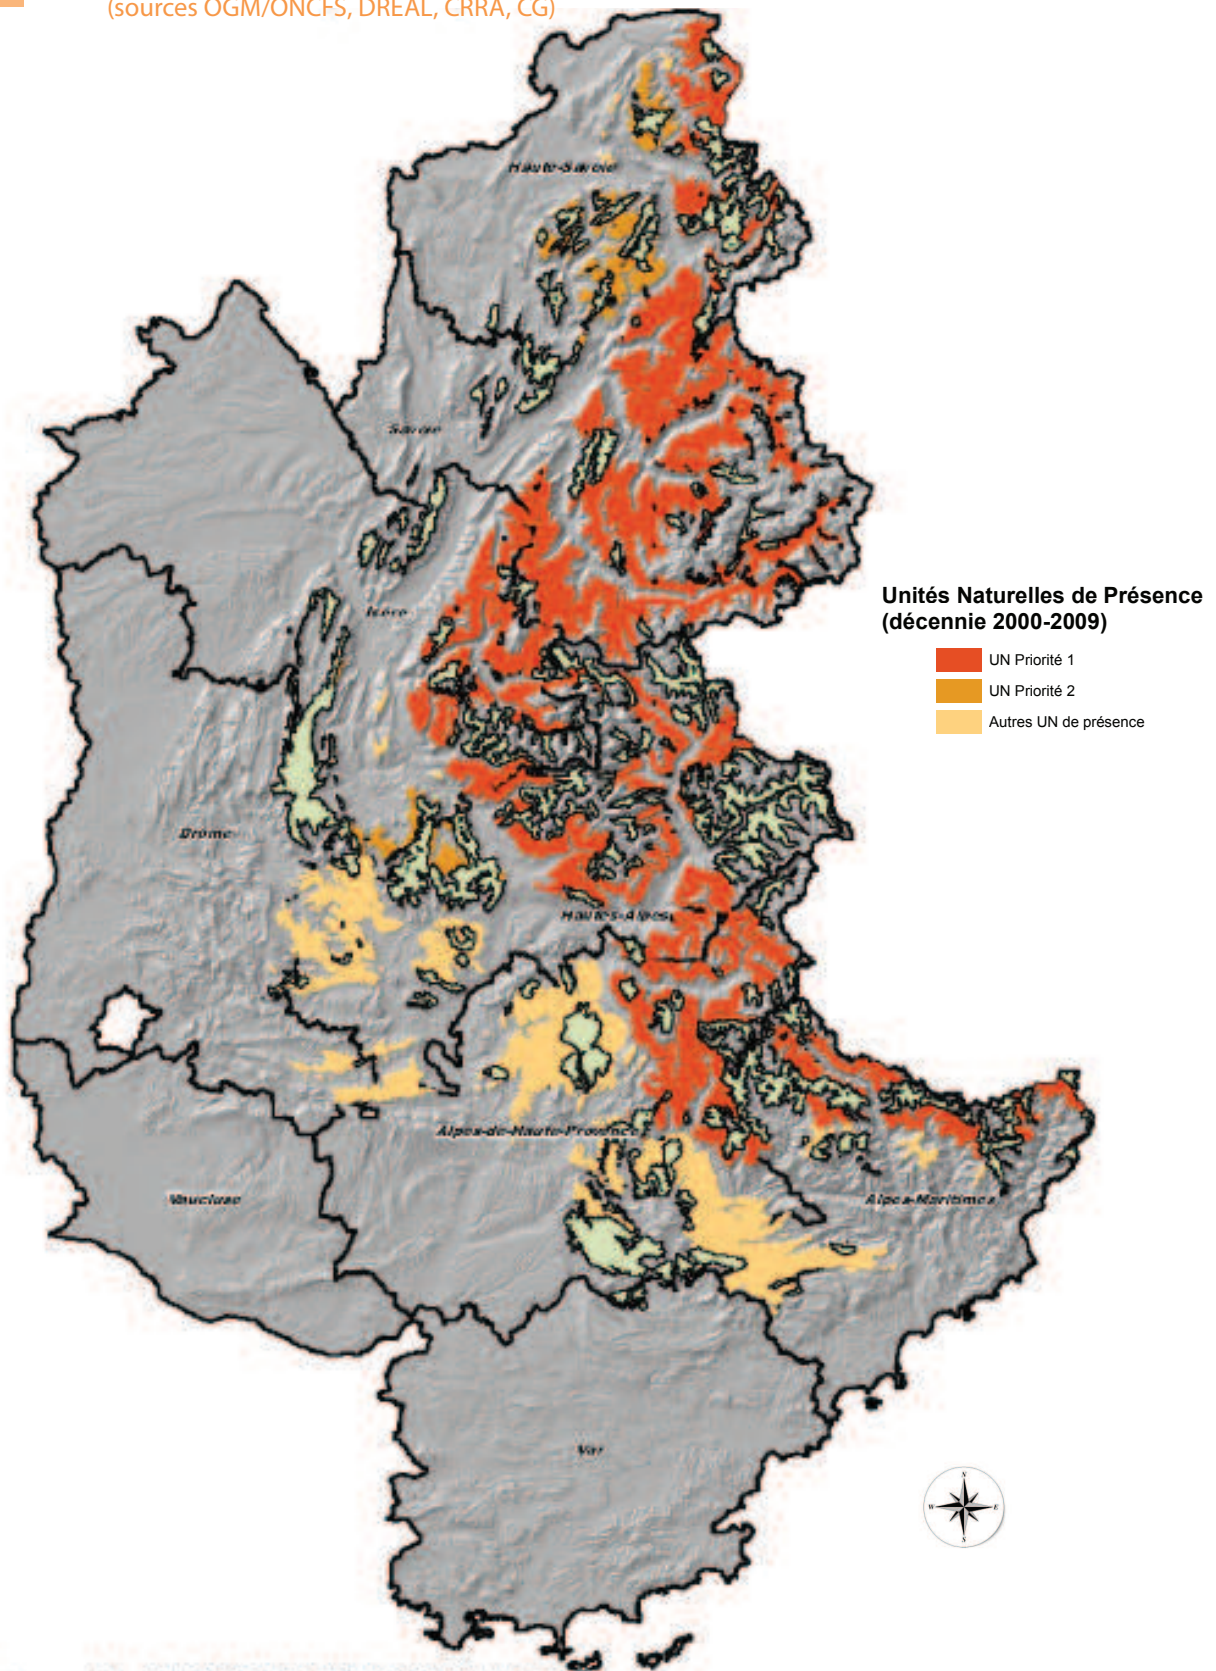 (sources OGM/ONCFS, DREAL, CRRA, CG)
Haute-Savoie
Savoie
Isère
Unités Naturelles de Présence
(décennie 2000-2009)
UN Priorité 1
UN Priorité 2
Autres UN de présence
Drôme
Hautes-Alpes
Alpes-de-Haute-Provence
Vaucluse
Alpes-Maritimes
Var
N
W E
S